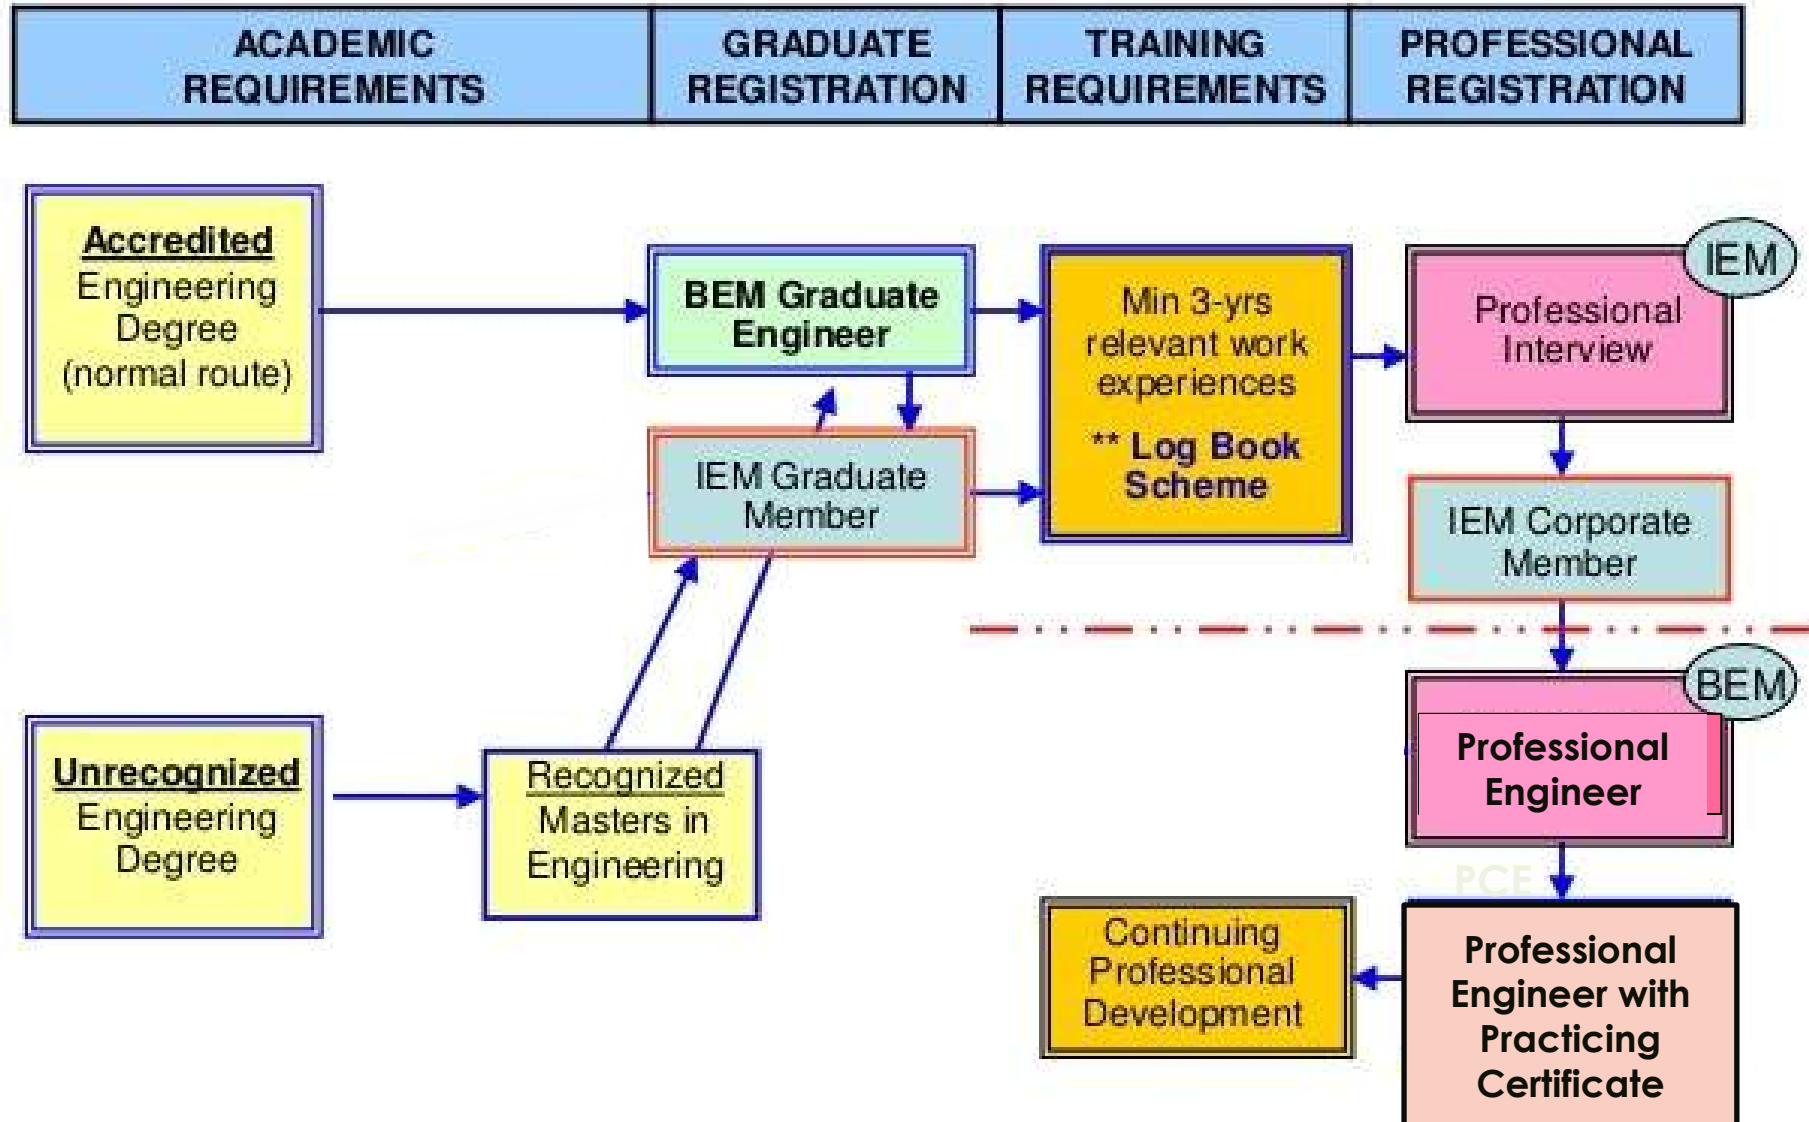 ACADEMIC
REQUIREMENTS
GRADUATE
REGISTRATION
TRAINING
REQUIREMENTS
PROFESSIONAL
REGISTRATION
Accredited
Engineering
Degree
(normal route)
BEM Graduate
Engineer
IEM Graduate
Member
Min 3-yrs
relevant work
experiences
** Log Book
Scheme
IEM
Professional
Interview
IEM Corporate
Member
Unrecognized
Engineering
Degree
Recognized
Masters in
Engineering
BEM
Professional
Engineer
PCE
Continuing
Professional
Development
Professional
Engineer with
Practicing
Certificate